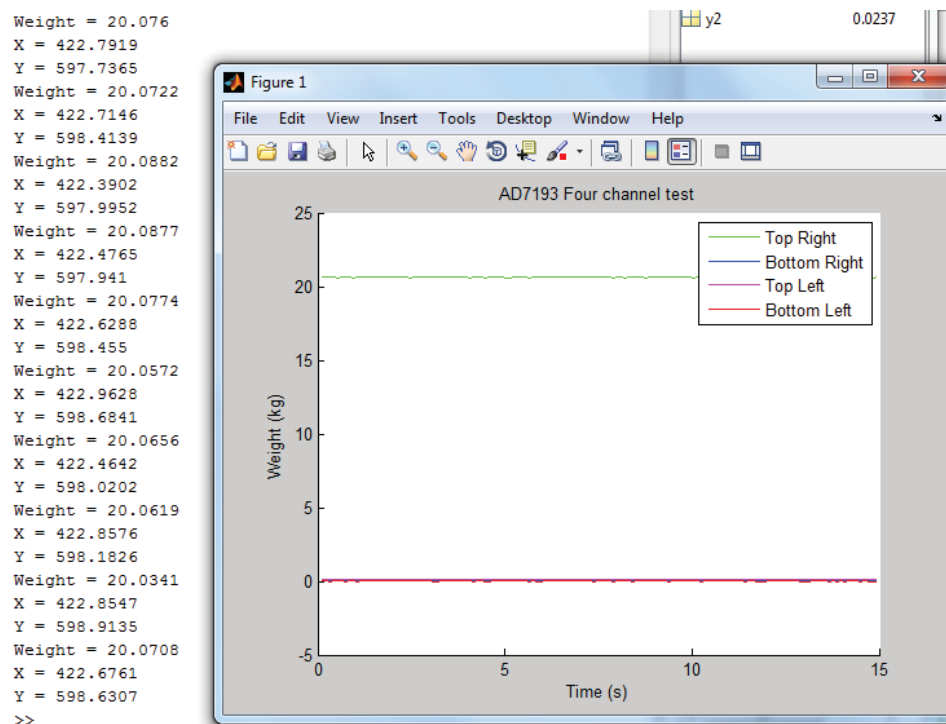 Weight = 20.076
X = 422.7919
Y = 597.7365
Weight = 20.0722
X = 422.7146
Y = 598.4139
Weight = 20.0882
X = 422.3902
Y = 597.9952
Weight = 20.0877
X = 422.4765
Y = 597.941
Weight = 20.0774
X = 422.6288
Y = 598.455
Weight = 20.0572
X = 422.9628
Y = 598.6841
Weight = 20.0656
X = 422.4642
Y = 598.0202
Weight = 20.0619
X = 422.8576
Y = 598.1826
Weight = 20.0341
X = 422.8547
Y = 598.9135
Weight = 20.0708
X = 422.6761
Y = 598.6307
>>
y2 0.0237
Figure 1
File Edit View Insert Tools Desktop Window Help
AD7193 Four channel test
Top Right
Bottom Right
Top Left
Bottom Left
Weight (kg)
25
20
15
10
5
0
-5
0 5 10 15
Time (s)